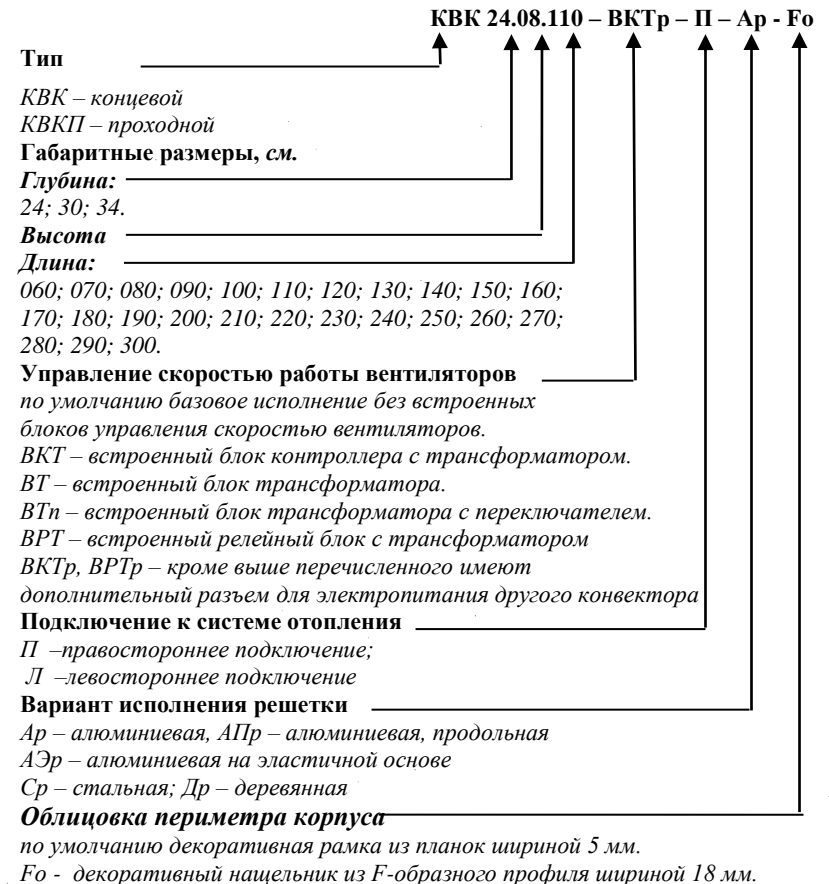 КВК 24.08.110 – ВКТр – П – Ар - Fo
Тип
КВК – концевой
КВКП – проходной
Габаритные размеры, см.
Глубина:
24; 30; 34.
Высота
Длина:
060; 070; 080; 090; 100; 110; 120; 130; 140; 150; 160;
170; 180; 190; 200; 210; 220; 230; 240; 250; 260; 270;
280; 290; 300.
Управление скоростью работы вентиляторов
по умолчанию базовое исполнение без встроенных
блоков управления скоростью вентиляторов.
ВКТ – встроенный блок контроллера с трансформатором.
ВТ – встроенный блок трансформатора.
ВТп – встроенный блок трансформатора с переключателем.
ВРТ – встроенный релейный блок с трансформатором
ВКТр, ВРТр – кроме выше перечисленного имеют
дополнительный разъем для электропитания другого конвектора
Подключение к системе отопления
П –правостороннее подключение;
Л –левостороннее подключение
Вариант исполнения решетки
Ар – алюминиевая, АПр – алюминиевая, продольная
АЭр – алюминиевая на эластичной основе
Ср – стальная; Др – деревянная
Облицовка периметра корпуса
по умолчанию декоративная рамка из планок шириной 5 мм.
Fo - декоративный нащельник из F-образного профиля шириной 18 мм.